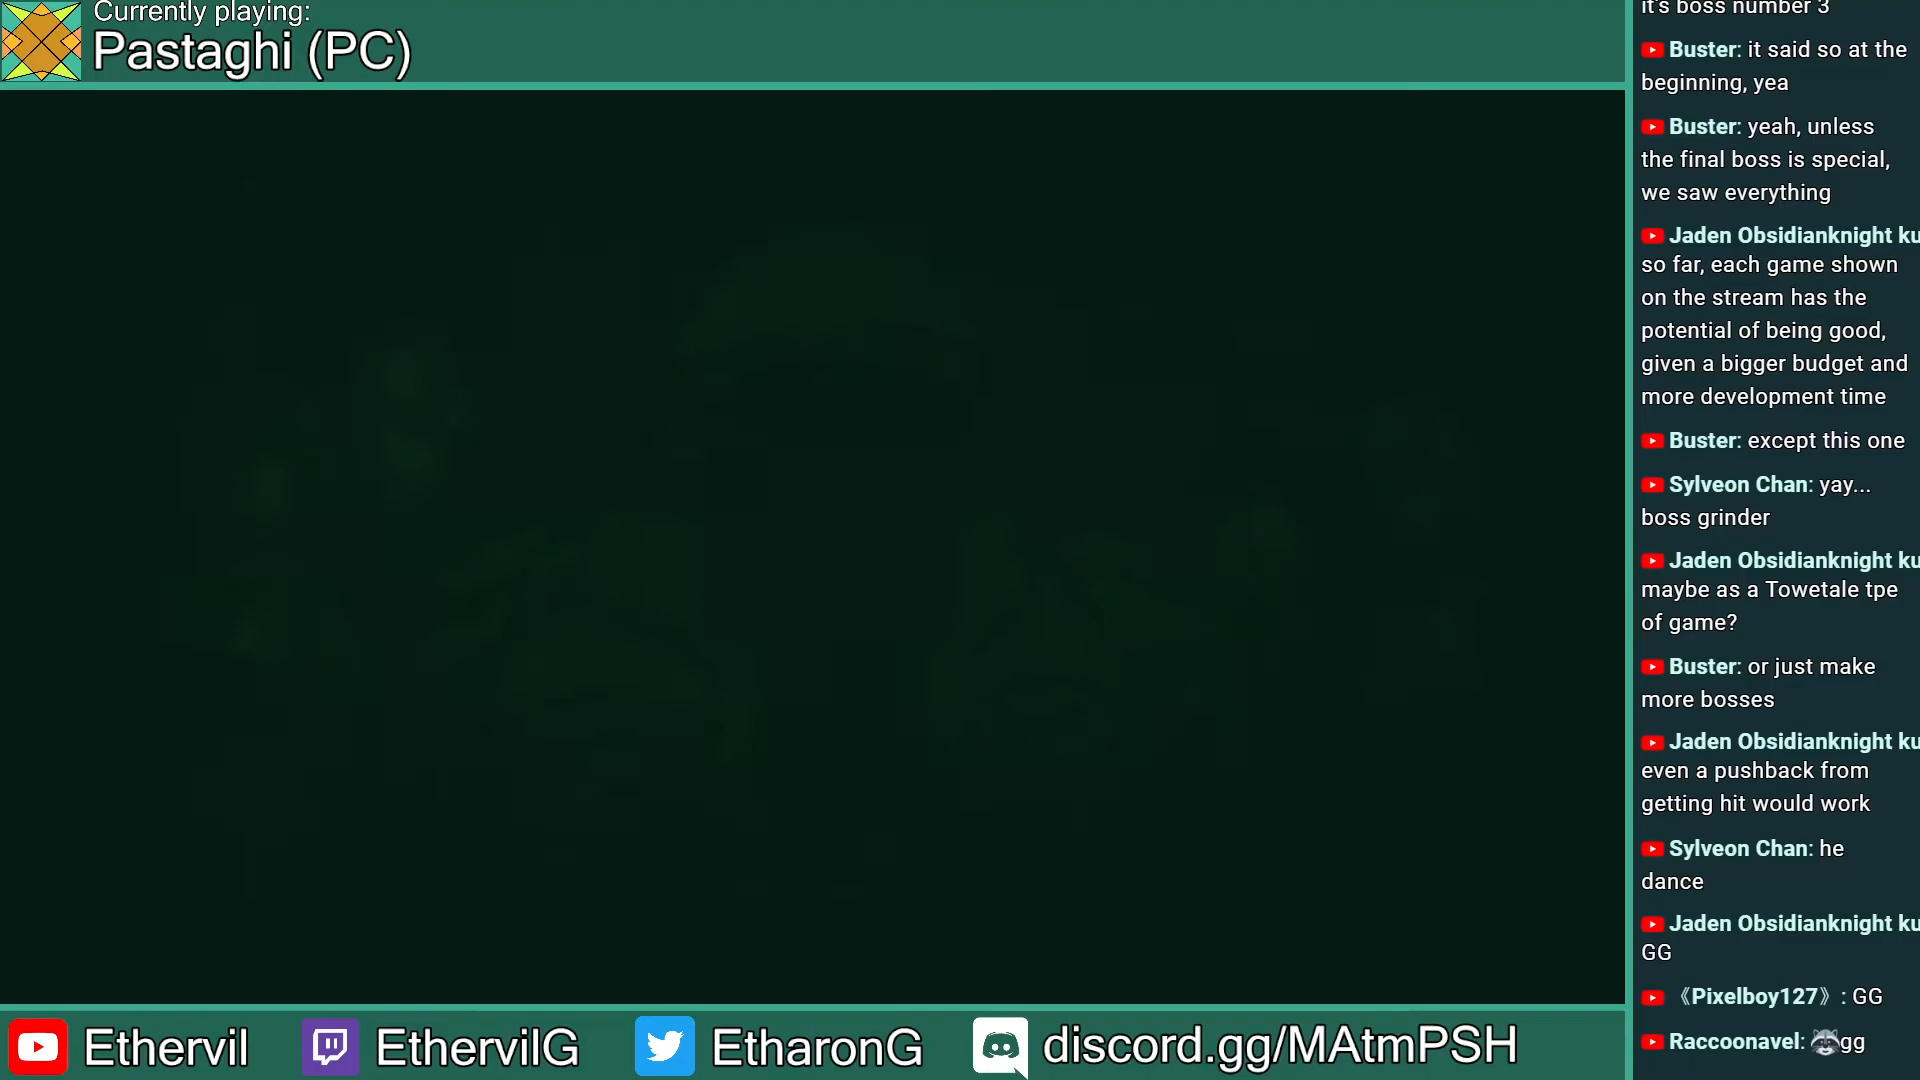 Currently playing:
Pastaghi (PC)
it's boss number 3
Buster: it said so at the
beginning, yea
Buster: yeah, unless
the final boss is special,
we saw everything
Jaden Obsidianknight ku
so far, each game shown
on the stream has the
potential of being good,
given a bigger budget and
more development time
Buster: except this one
Sylveon Chan: yay...
boss grinder
Jaden Obsidianknight ku
maybe as a Towetale tpe
of game?
Buster: or just make
more bosses
Jaden Obsidianknight ku
even a pushback from
getting hit would work
Sylveon Chan: he
dance
Jaden Obsidianknight ku
GG
《Pixelboy127》: GG
Raccoonavel: 🦝gg
Ethervil
EthervilG
EtharonG
discord.gg/MAtmPSH